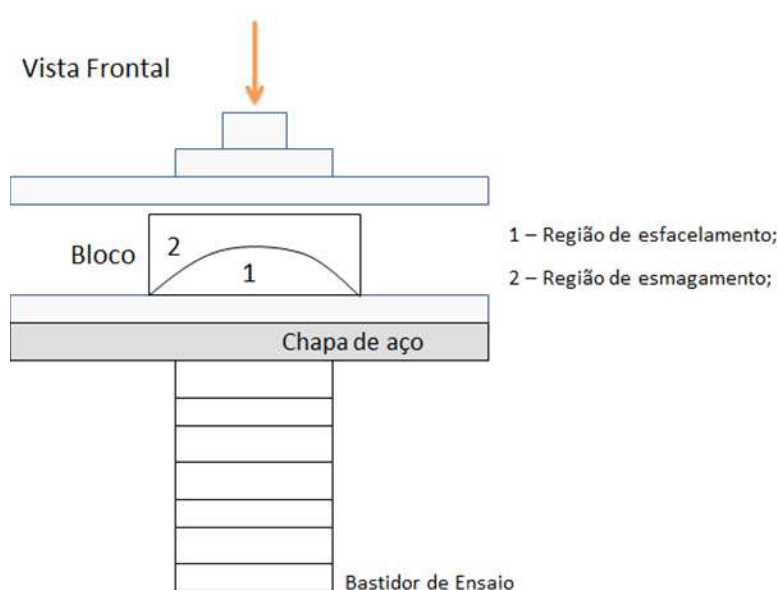 Vista Frontal
Bloco
2
1
1 – Região de esfacelamento;
2 – Região de esmagamento;
Chapa de aço
Bastidor de Ensaio